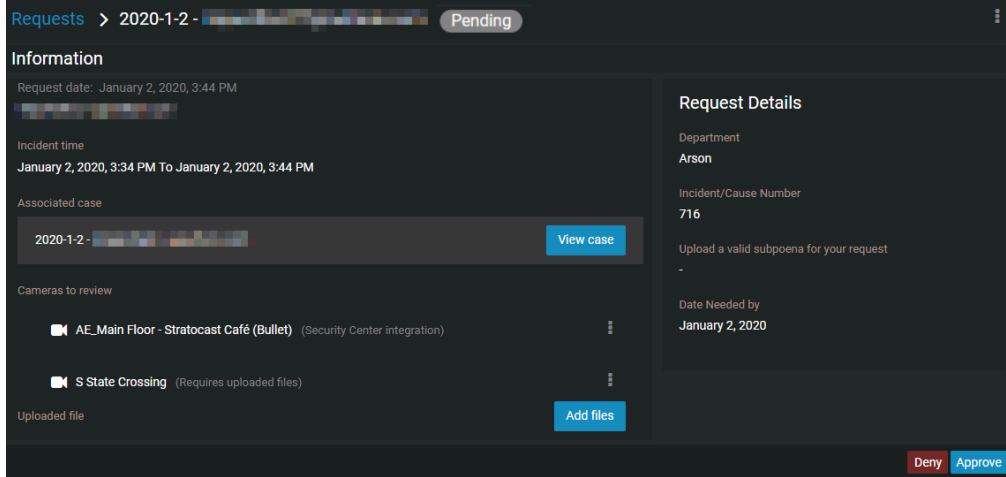 Requests > 2020-1-2 - Pending
Information
Request date: January 2, 2020, 3:44 PM
Incident time
January 2, 2020, 3:34 PM To January 2, 2020, 3:44 PM
Associated case
2020-1-2 - View case
Cameras to review
AE_Main Floor - Stratocast Café (Bullet) (Security Center integration)
S State Crossing (Requires uploaded files)
Uploaded file Add files
Request Details
Department
Arson
Incident/Cause Number
716
Upload a valid subpoena for your request
-
Date Needed by
January 2, 2020
Deny Approve